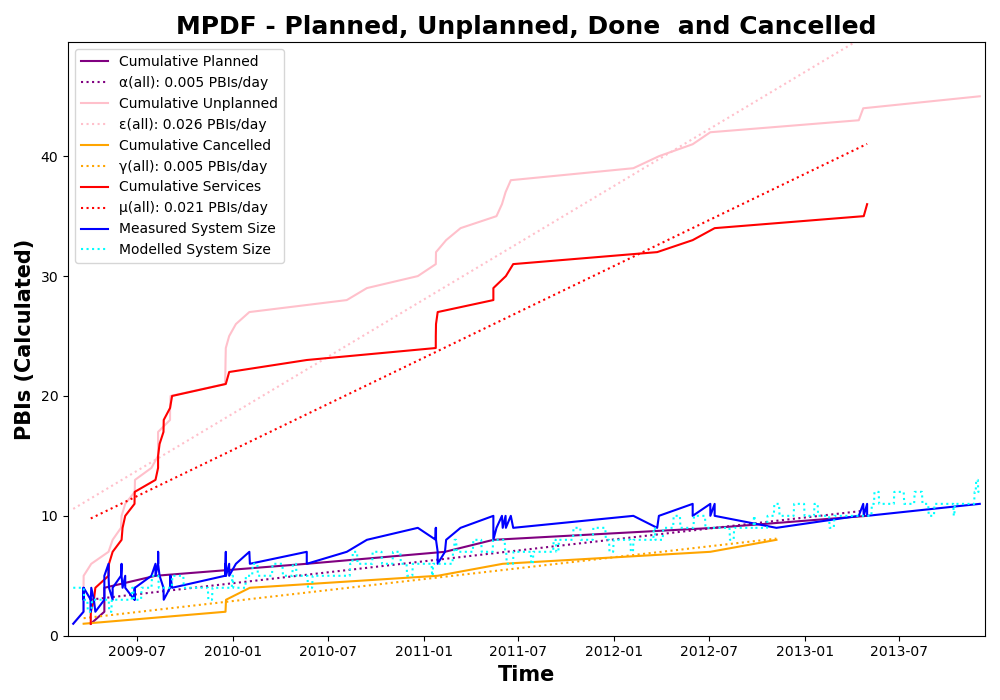 MPDF - Planned, Unplanned, Done  and Cancelled
Cumulative Planned
α(all): 0.005 PBIs/day
Cumulative Unplanned
ε(all): 0.026 PBIs/day
Cumulative Cancelled
γ(all): 0.005 PBIs/day
Cumulative Services
μ(all): 0.021 PBIs/day
Measured System Size
Modelled System Size
PBIs (Calculated)
40
30
20
10
0
2009-07 2010-01 2010-07 2011-01 2011-07 2012-01 2012-07 2013-01 2013-07
Time